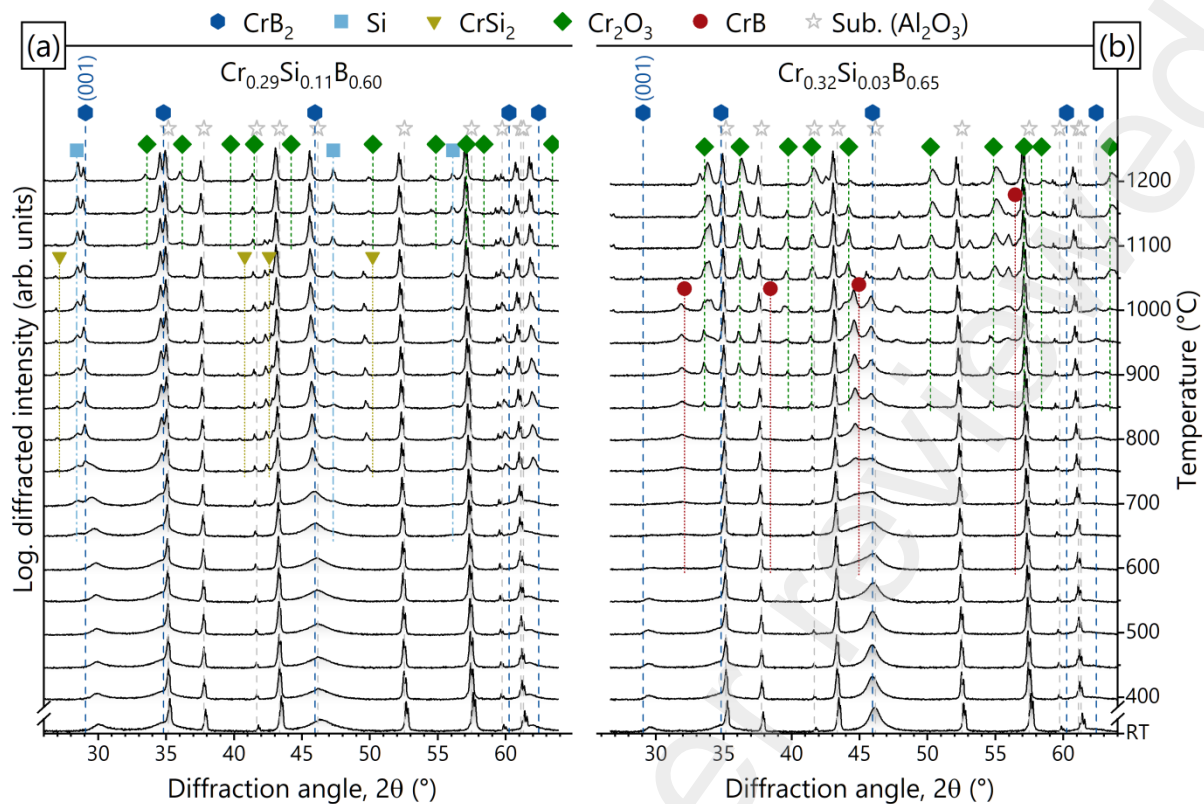 CrB₂ Si CrSi₂ Cr₂O₃ CrB Sub. (Al₂O₃)
(a) (b)
Cr₀.₂₉Si₀.₁₁B₀.₆₀ Cr₀.₃₂Si₀.₀₃B₀.₆₅
(001) (001)
Log. diffracted intensity (arb. units)
1200
1100
1000
900
800
700
600
500
400
RT
Temperature (°C)
30 35 40 45 50 55 60 30 35 40 45 50 55 60
Diffraction angle, 2θ (°) Diffraction angle, 2θ (°)
er reviewed